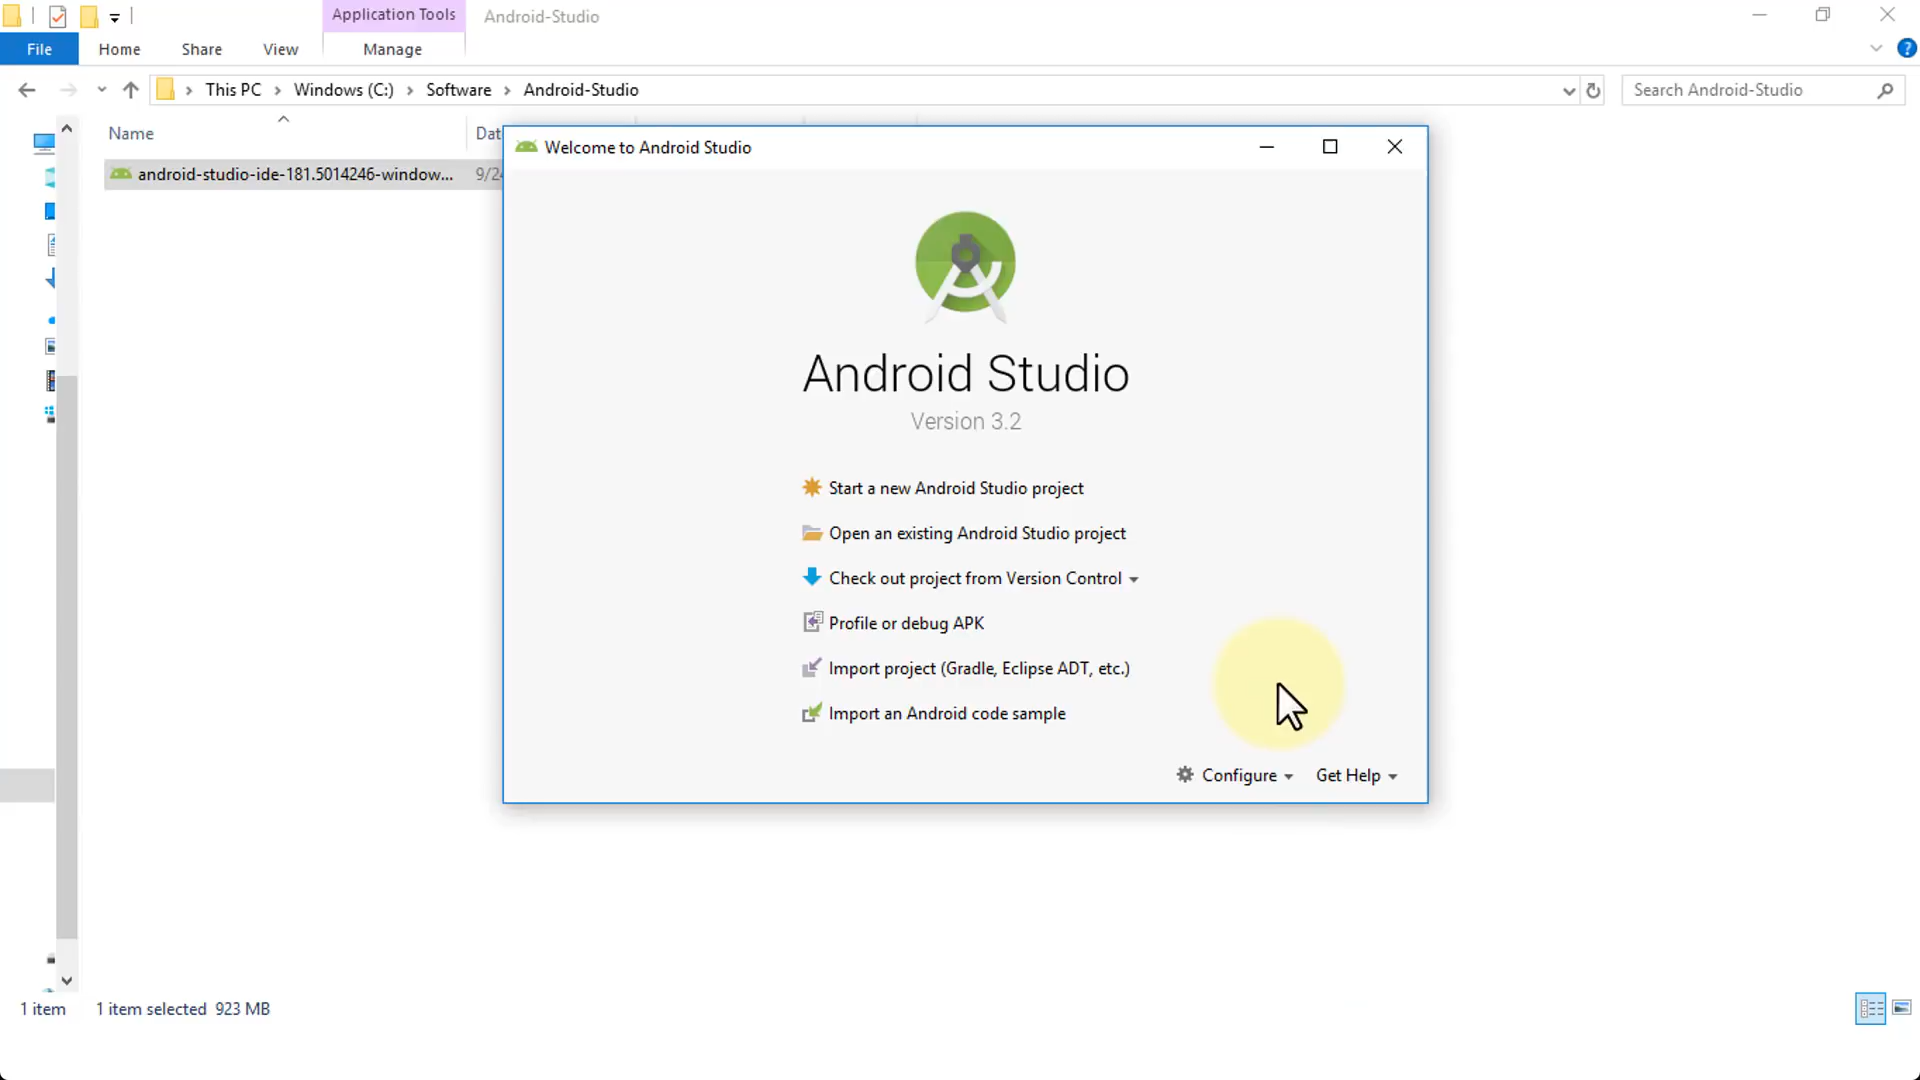 Application Tools
Android-Studio
File
Home
Share
View
Manage
This PC
Windows (C:)
Software
Android-Studio
Search Android-Studio
Name
Dat
android-studio-ide-181.5014246-window...
9/2
Welcome to Android Studio
Android Studio
Version 3.2
Start a new Android Studio project
Open an existing Android Studio project
Check out project from Version Control
Profile or debug APK
Import project (Gradle, Eclipse ADT, etc.)
Import an Android code sample
Configure
Get Help
1 item
1 item selected 923 MB